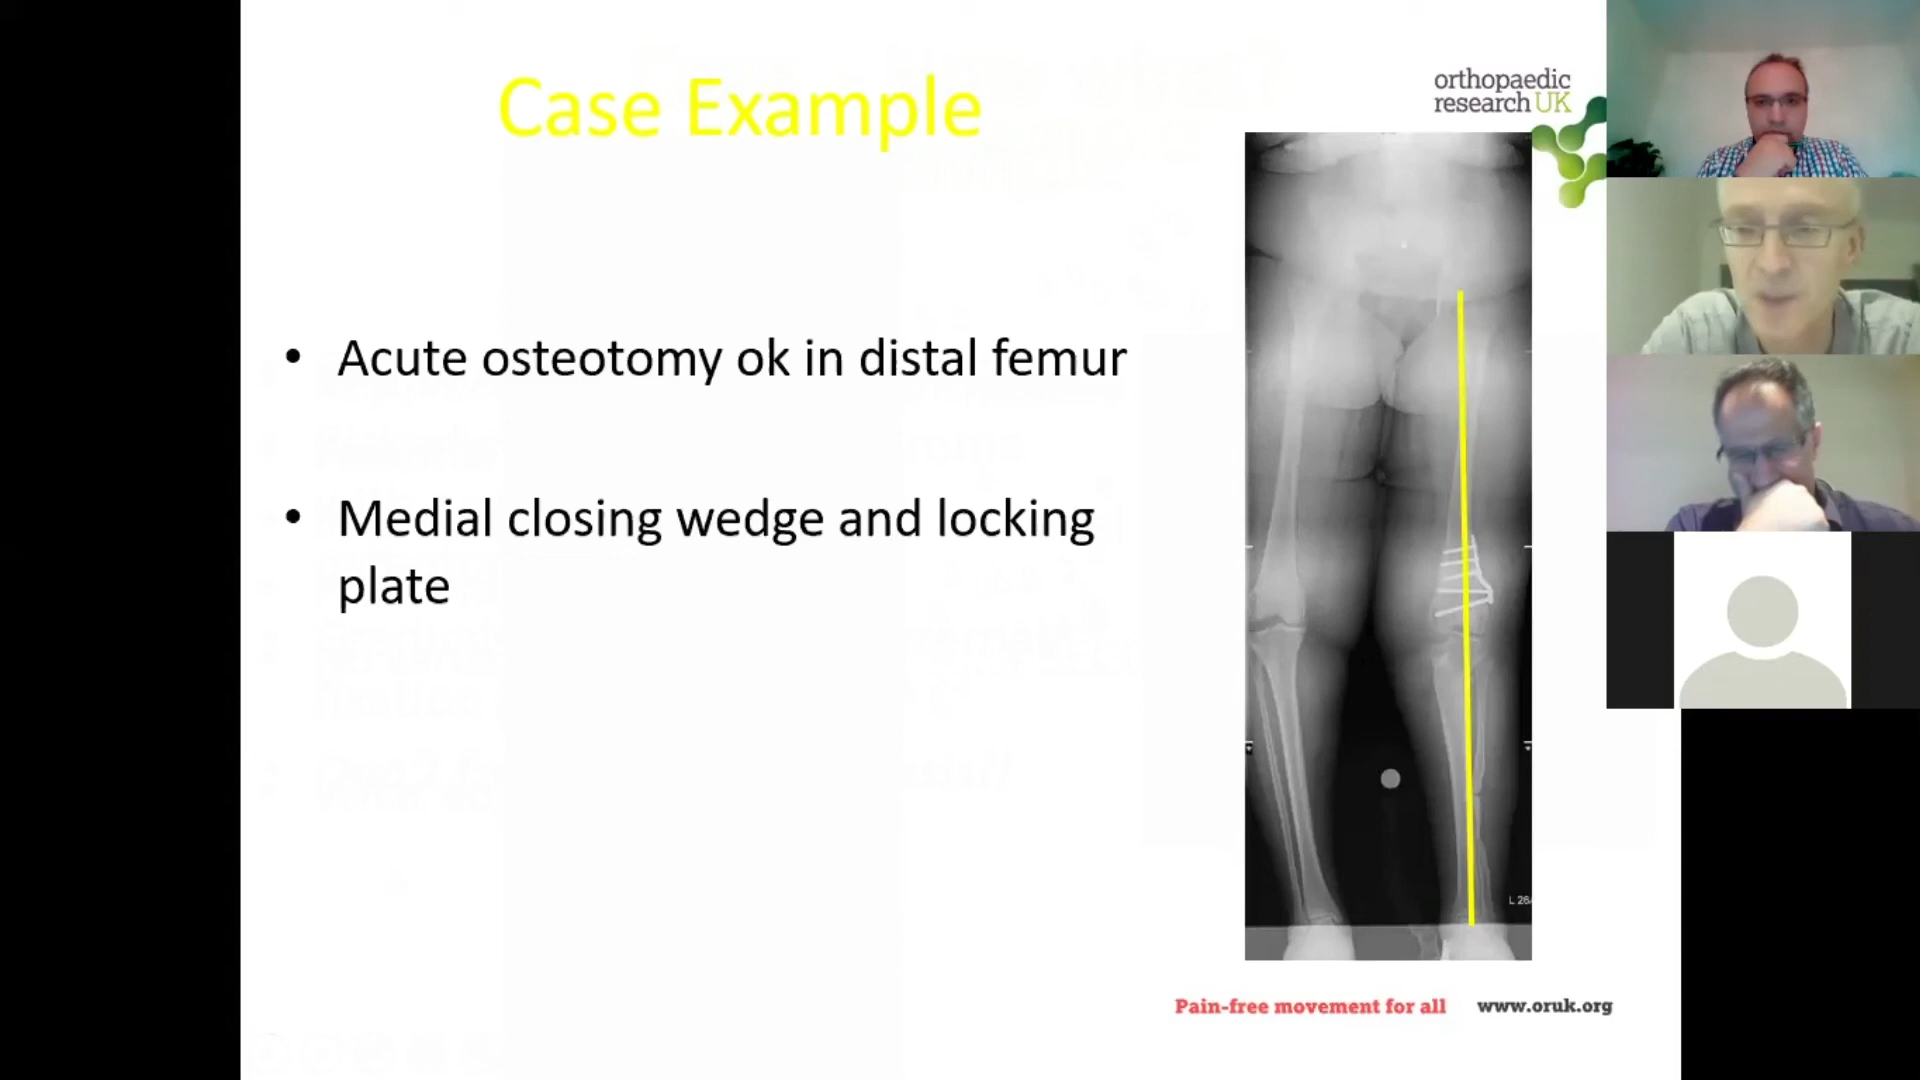 Case Example
orthopaedic
research UK
• Acute osteotomy ok in distal femur
• Medial closing wedge and locking
plate
Pain-free movement for all www.oruk.org